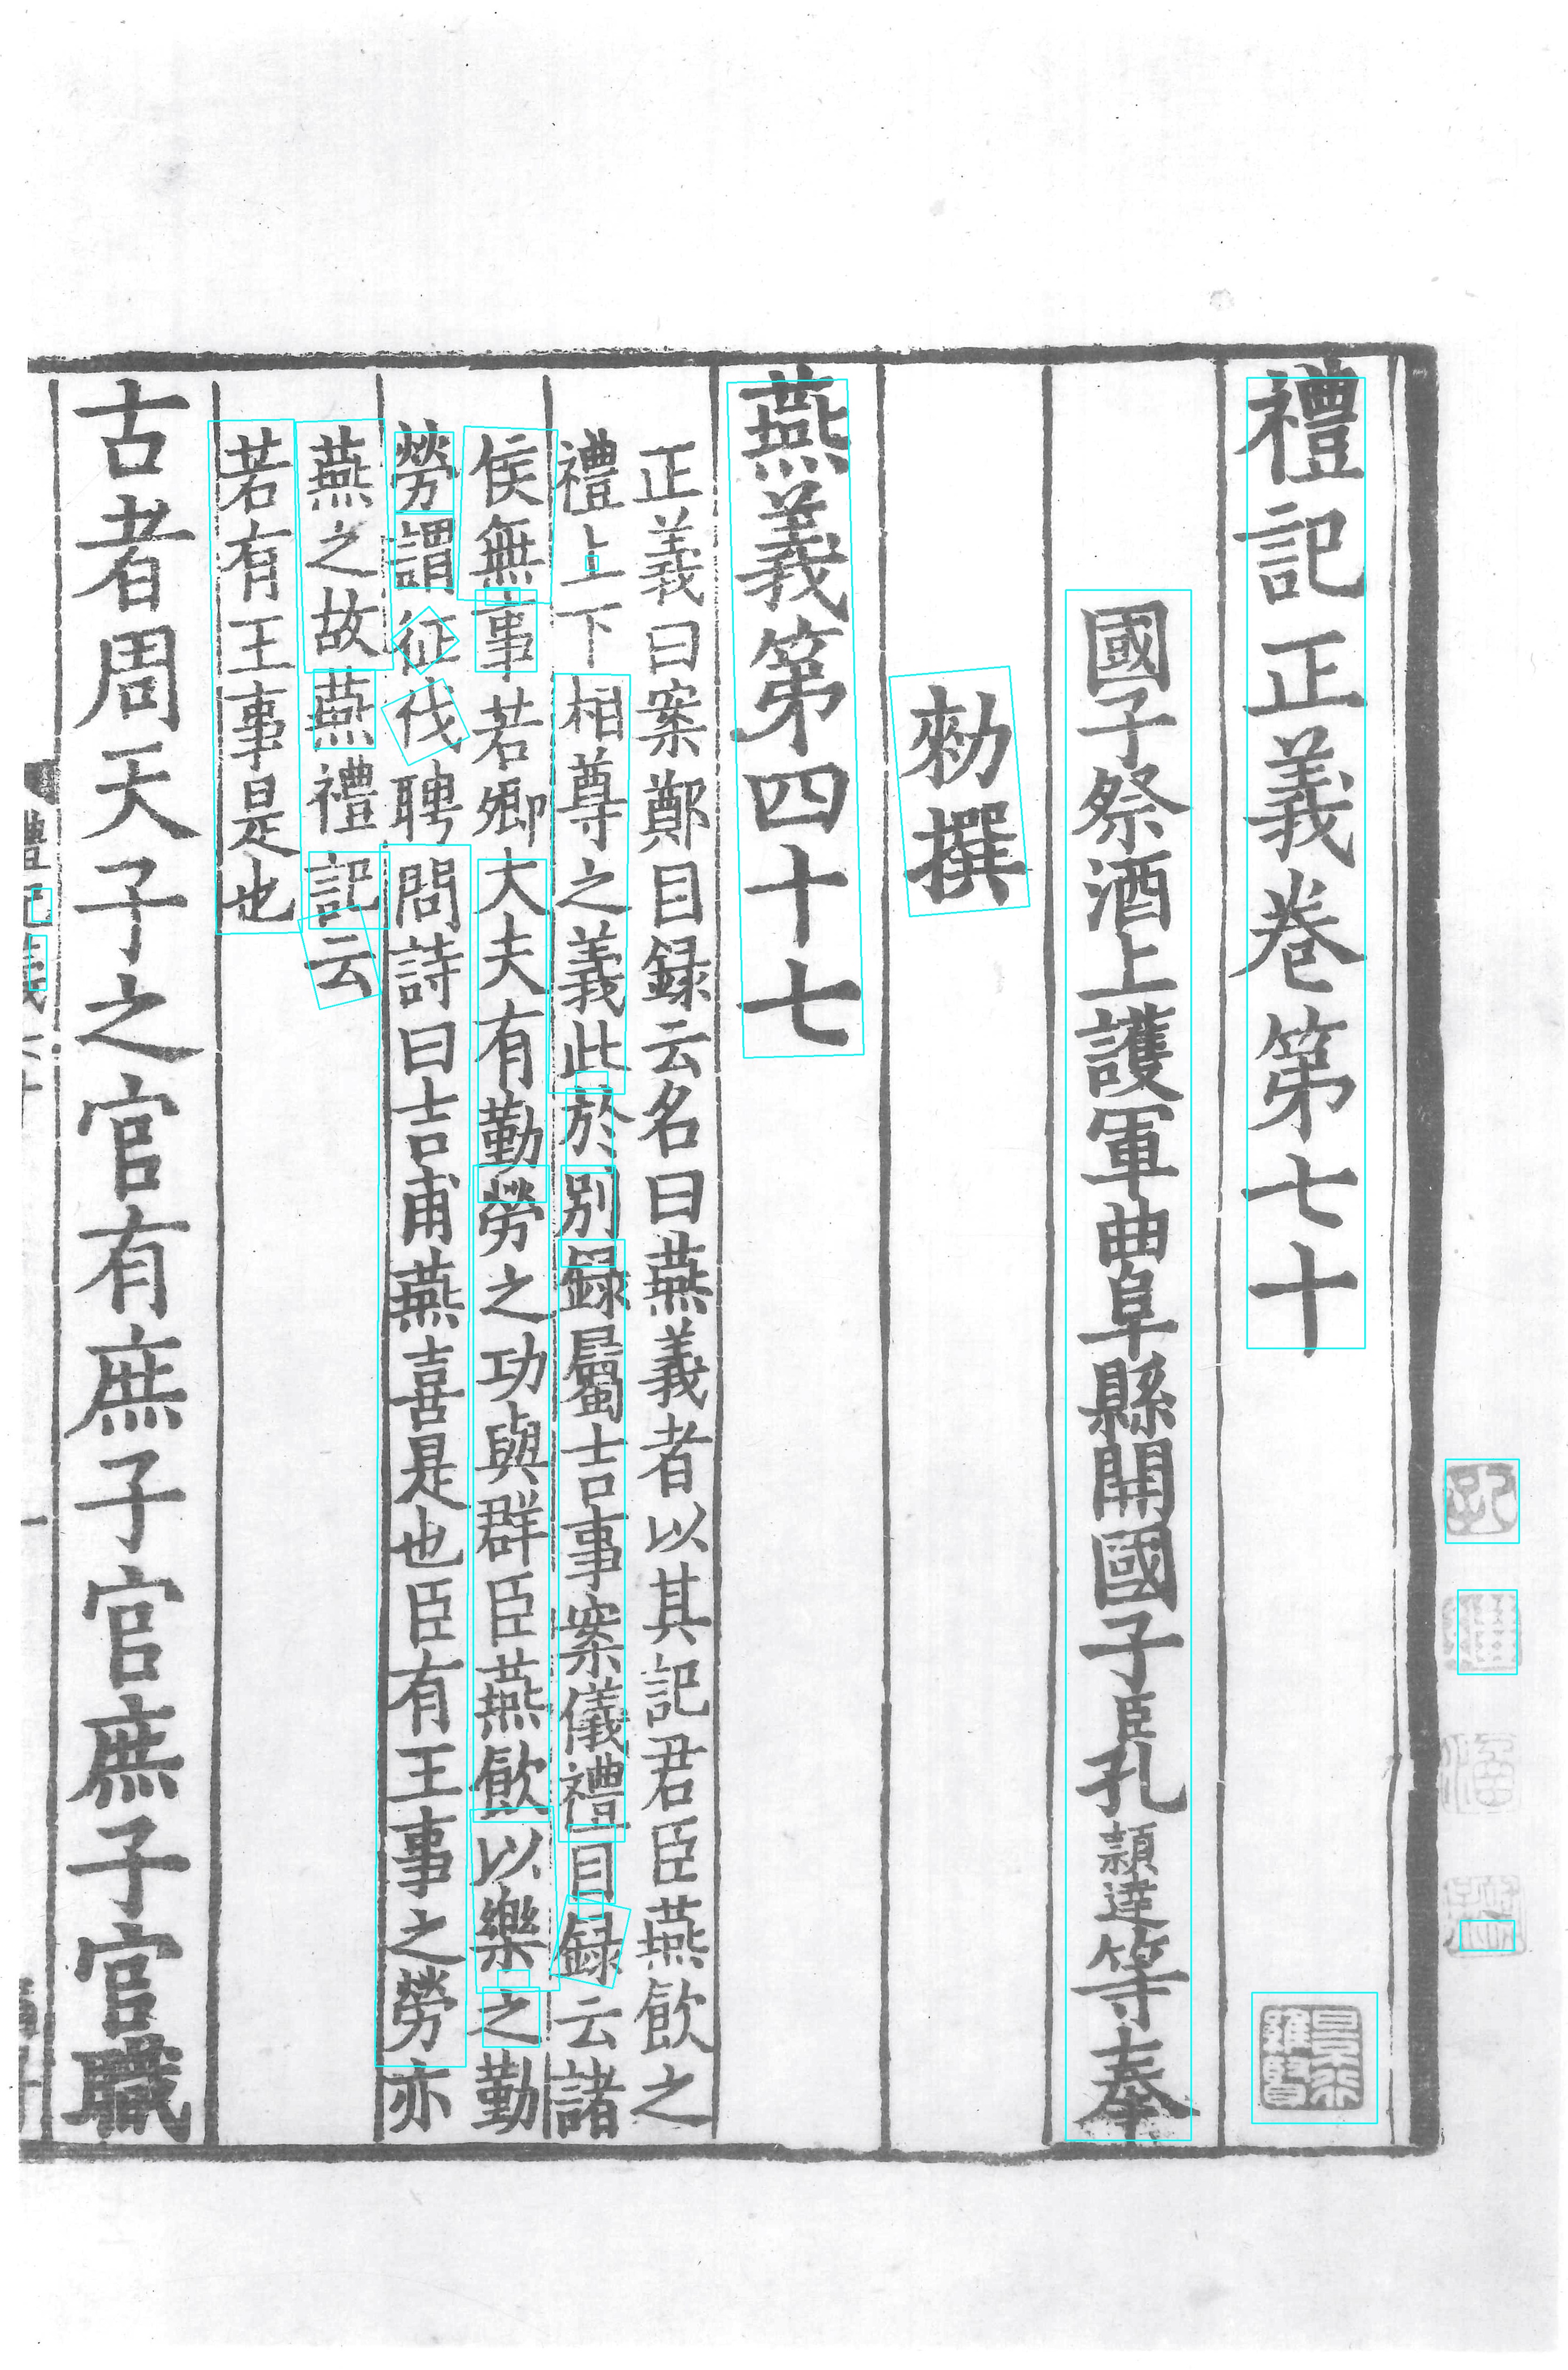 禮記正義卷第七十
國子祭酒上護軍曲阜縣開國子臣孔穎達等奉
勑撰
燕義第四十七
正義曰案鄭目録云名曰燕義者以其記君臣燕飲之
禮上下相尊之義此於别録屬吉事案儀禮目録云諸
侯無事若卿大夫有勤勞之功與群臣燕飲以樂之勤
勞謂征伐聘問詩曰吉甫燕喜是也臣有王事之勞亦
燕之故燕禮記云
若有王事是也
古者周天子之官有庶子官庶子官職